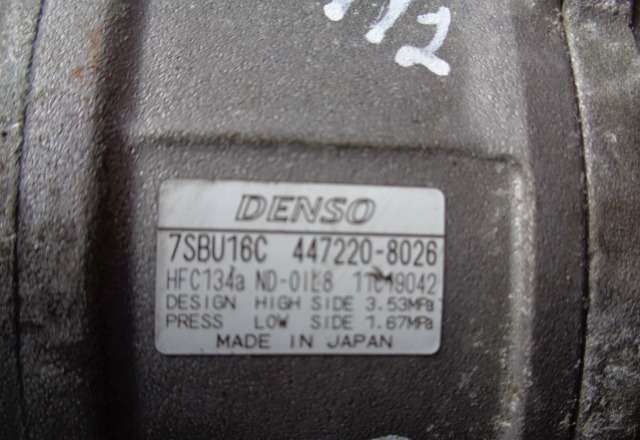 112
DENSO
7SBU16C 447220-8026
HFC134a ND-OIL8
DESIGN HIGH SIDE 3.53MPa
PRESS LOW SIDE 1.67MPa
MADE IN JAPAN